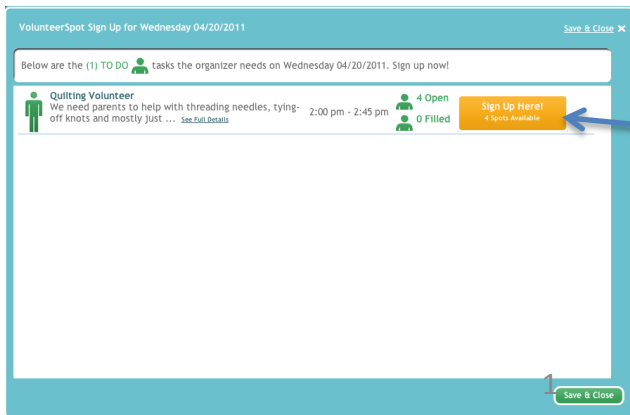 VolunteerSpot Sign Up for Wednesday 04/20/2011
Save & Close ×
Below are the (1) TO DO tasks the organizer needs on Wednesday 04/20/2011. Sign up now!
Quilting Volunteer
We need parents to help with threading needles, tying-
off knots and mostly just ... See Full Details
2:00 pm - 2:45 pm
4 Open
0 Filled
Sign Up Here!
4 Spots Available
1
Save & Close